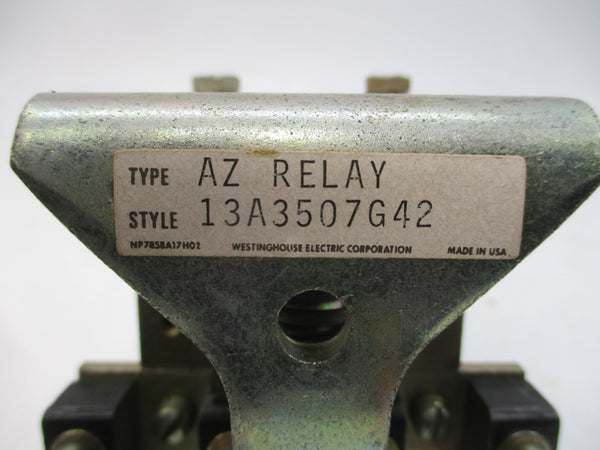 TYPE AZ RELAY
STYLE 13A3507G42
NP7858A17H02 WESTINGHOUSE ELECTRIC CORPORATION MADE IN USA